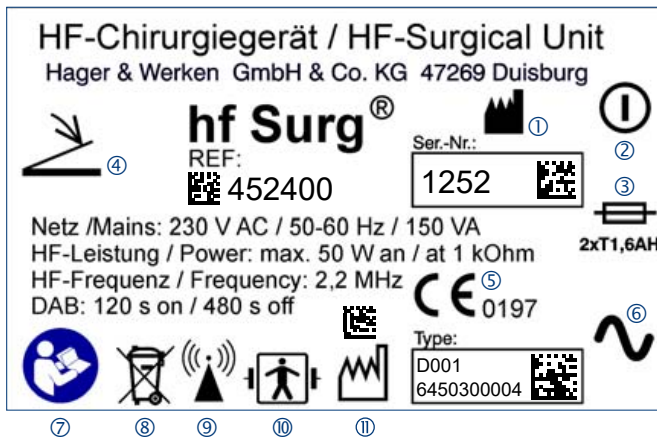 HF-Chirurgiegerät / HF-Surgical Unit
Hager & Werken GmbH & Co. KG 47269 Duisburg
hf Surg®
①
②
④
REF:
452400
Ser.-Nr.:
1252
③
2xT1,6AH
Netz /Mains: 230 V AC / 50-60 Hz / 150 VA
HF-Leistung / Power: max. 50 W an / at 1 kOhm
HF-Frequenz / Frequency: 2,2 MHz
DAB: 120 s on / 480 s off
CE 0197
⑤
⑥
Type:
D001
6450300004
⑦ ⑧ ⑨ ⑩ ⑪